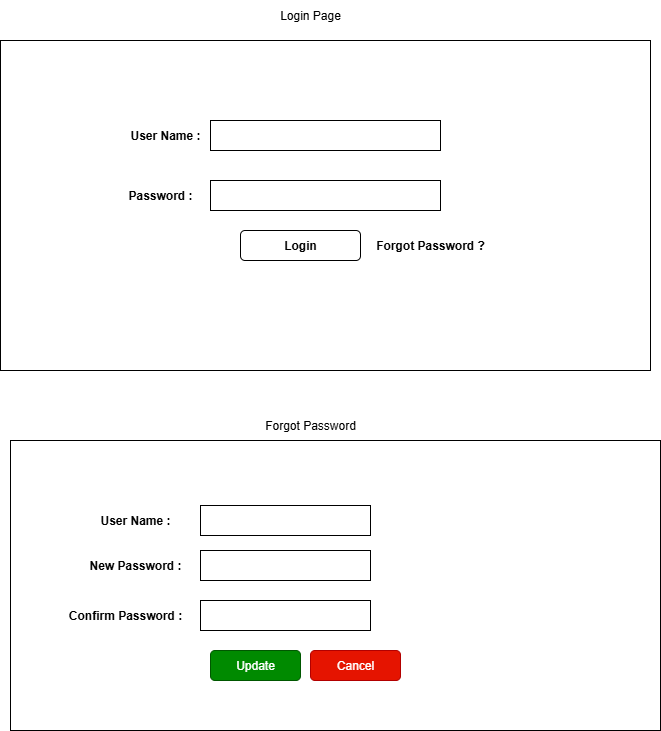 Login Page
User Name :
Password :
Login Forgot Password ?
Forgot Password
User Name :
New Password :
Confirm Password :
Update Cancel